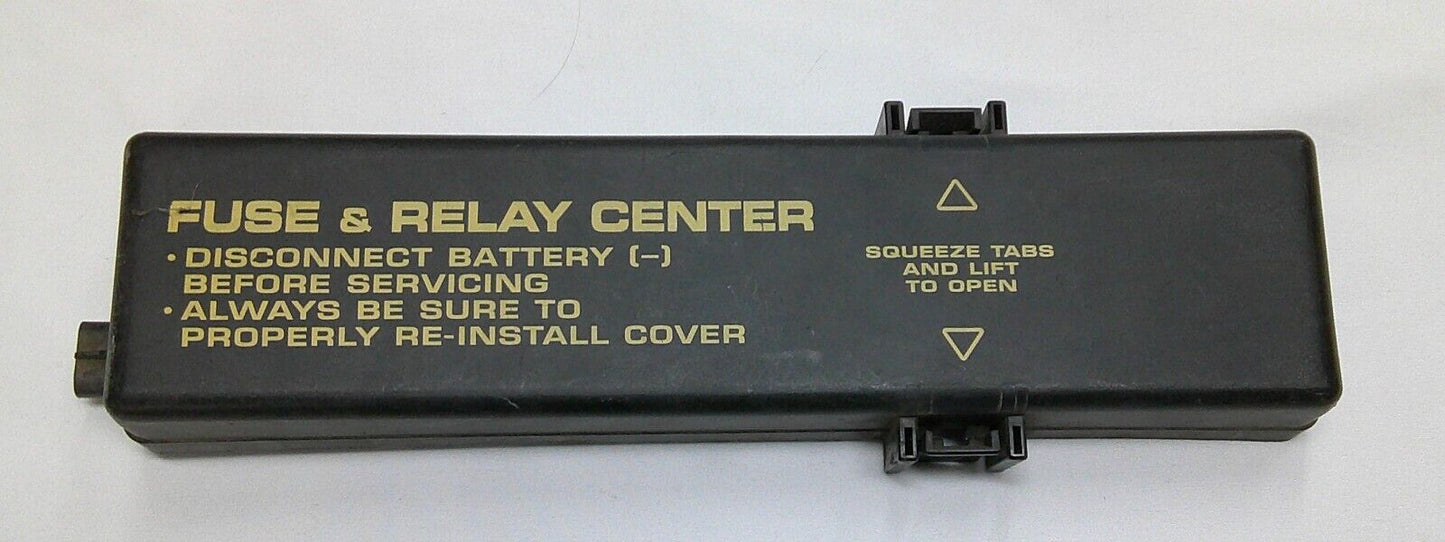 FUSE & RELAY CENTER
• DISCONNECT BATTERY (–)
BEFORE SERVICING
• ALWAYS BE SURE TO
PROPERLY RE-INSTALL COVER
SQUEEZE TABS
AND LIFT
TO OPEN